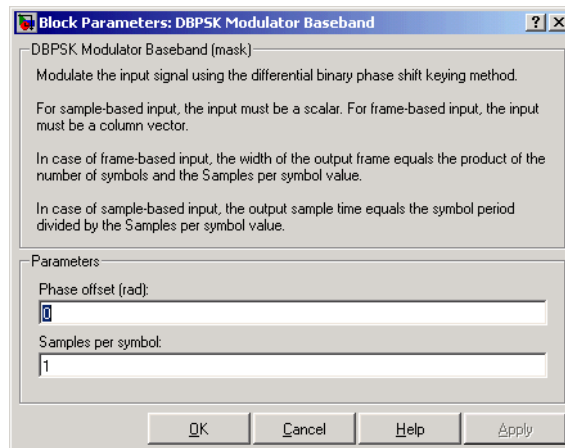 Block Parameters: DBPSK Modulator Baseband
DBPSK Modulator Baseband (mask)
Modulate the input signal using the differential binary phase shift keying method.
For sample-based input, the input must be a scalar. For frame-based input, the input
must be a column vector.
In case of frame-based input, the width of the output frame equals the product of the
number of symbols and the Samples per symbol value.
In case of sample-based input, the output sample time equals the symbol period
divided by the Samples per symbol value.
Parameters
Phase offset (rad):
0
Samples per symbol:
1
OK Cancel Help Apply